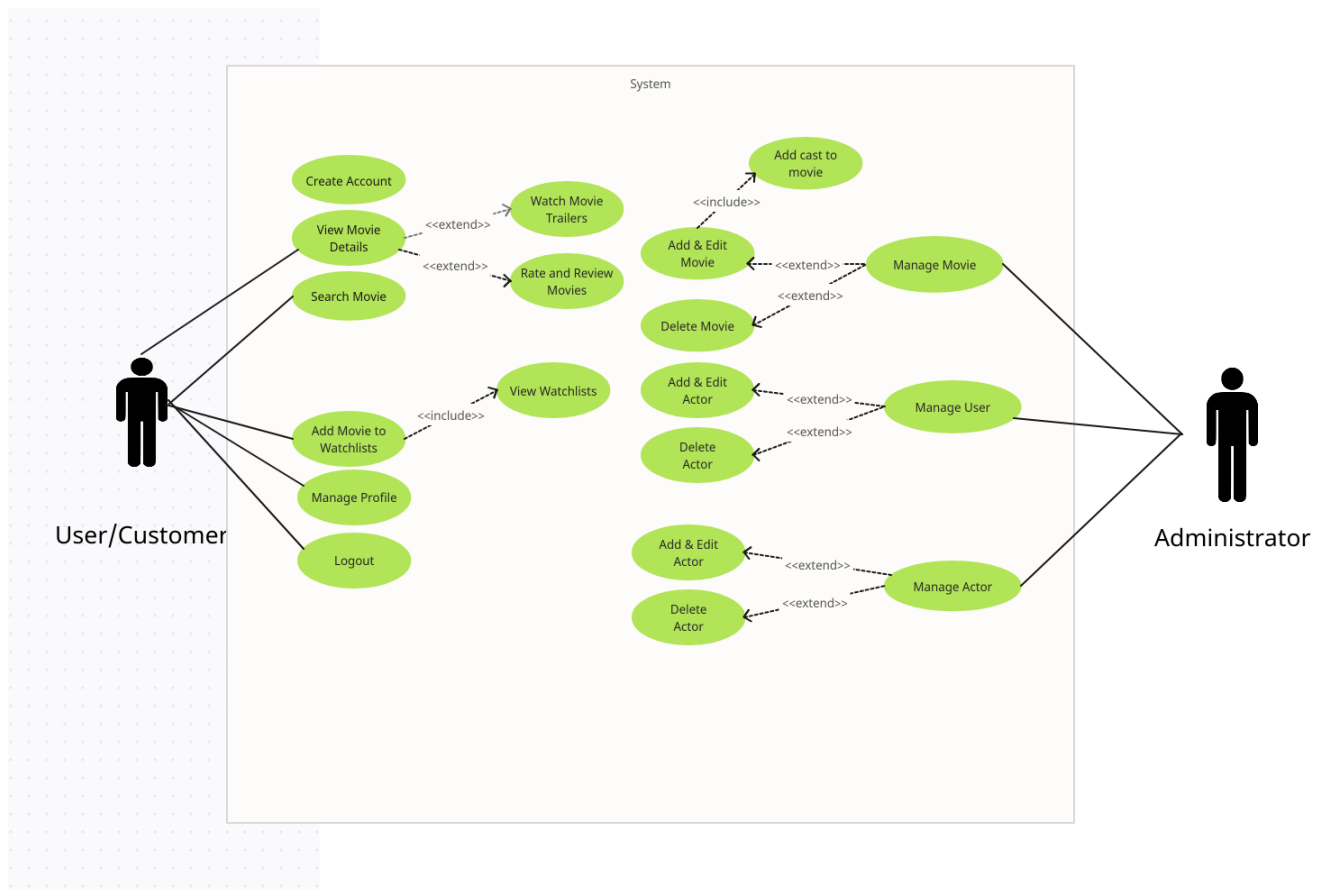 System
Create Account
View Movie
Details
Search Movie
<<extend>>
<<extend>>
Watch Movie
Trailers
Rate and Review
Movies
Add Movie to
Watchlists
<<include>>
View Watchlists
Manage Profile
Logout
User/Customer
Add cast to
movie
<<include>>
Add & Edit
Movie
<<extend>>
Manage Movie
<<extend>>
Delete Movie
Add & Edit
Actor
<<extend>>
Manage User
<<extend>>
Delete
Actor
Add & Edit
Actor
<<extend>>
Manage Actor
<<extend>>
Delete
Actor
Administrator